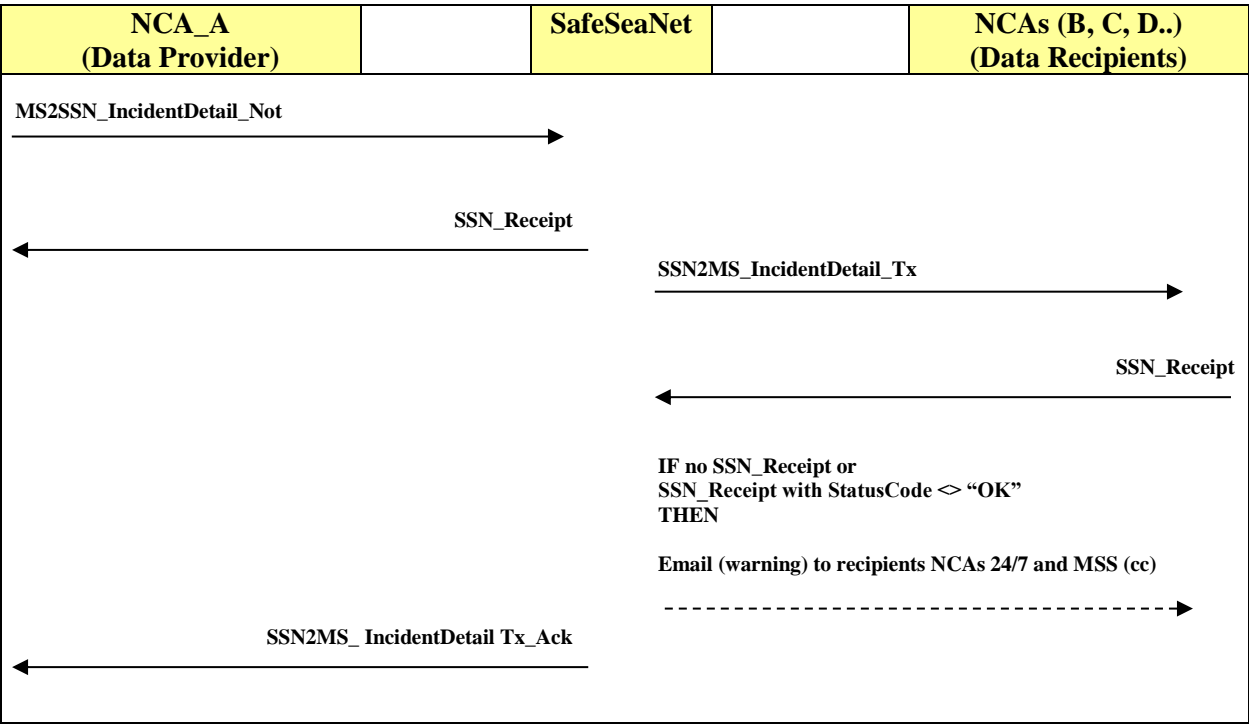 NCA_A
(Data Provider)
SafeSeaNet
NCAs (B, C, D..)
(Data Recipients)
MS2SSN_IncidentDetail_Not
SSN_Receipt
SSN2MS_IncidentDetail_Tx
SSN_Receipt
IF no SSN_Receipt or
SSN_Receipt with StatusCode <> “OK”
THEN
Email (warning) to recipients NCAs 24/7 and MSS (cc)
SSN2MS_ IncidentDetail Tx_Ack